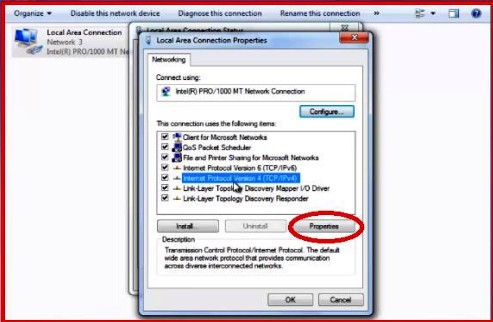 Organize Disable this network device Diagnose this connection Rename this connection »
Local Area Connection
Network 3
Intel(R) PRO/1000 MT Ne
Local Area Connection Status
Local Area Connection Properties
Networking
Connect using:
Intel(R) PRO/1000 MT Network Connection
Configure...
This connection uses the following items:
Client for Microsoft Networks
QoS Packet Scheduler
File and Printer Sharing for Microsoft Networks
Internet Protocol Version 6 (TCP/IPv6)
Internet Protocol Version 4 (TCP/IPv4)
Link-Layer Topology Discovery Mapper I/O Driver
Link-Layer Topology Discovery Responder
Install... Uninstall Properties
Description
Transmission Control Protocol/Internet Protocol. The default
wide area network protocol that provides communication
across diverse interconnected networks.
OK Cancel